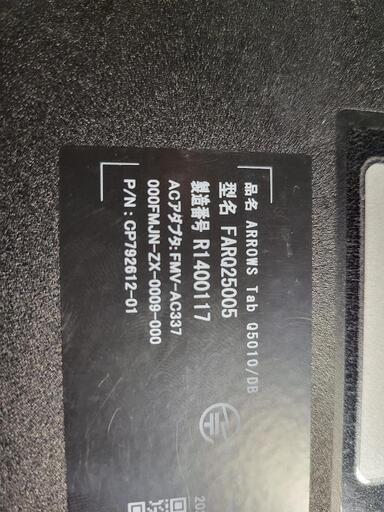 品名 ARROWS Tab Q5010/DB
型名 FARQ25005
製造番号 R1400117
ACアダプタ:FMV-AC337
000FMJN-ZX-0009-000
P/N:CP792612-01
20